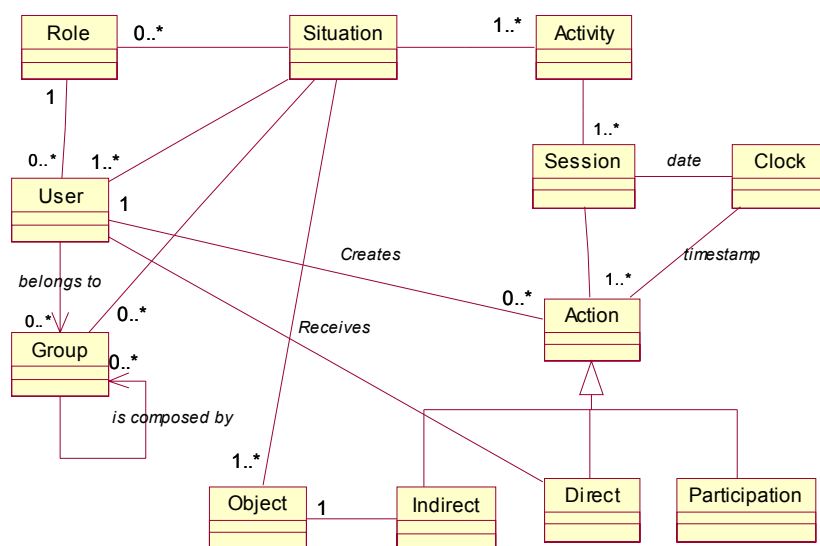 Role
0..*
Situation
1..*
Activity
1
0..*
1..*
1..*
User
1
Session
date
Clock
belongs to
Creates
timestamp
0..*
0..*
0..*
1..*
Group
0..*
Receives
Action
is composed by
1..*
Object
1
Indirect
Direct
Participation